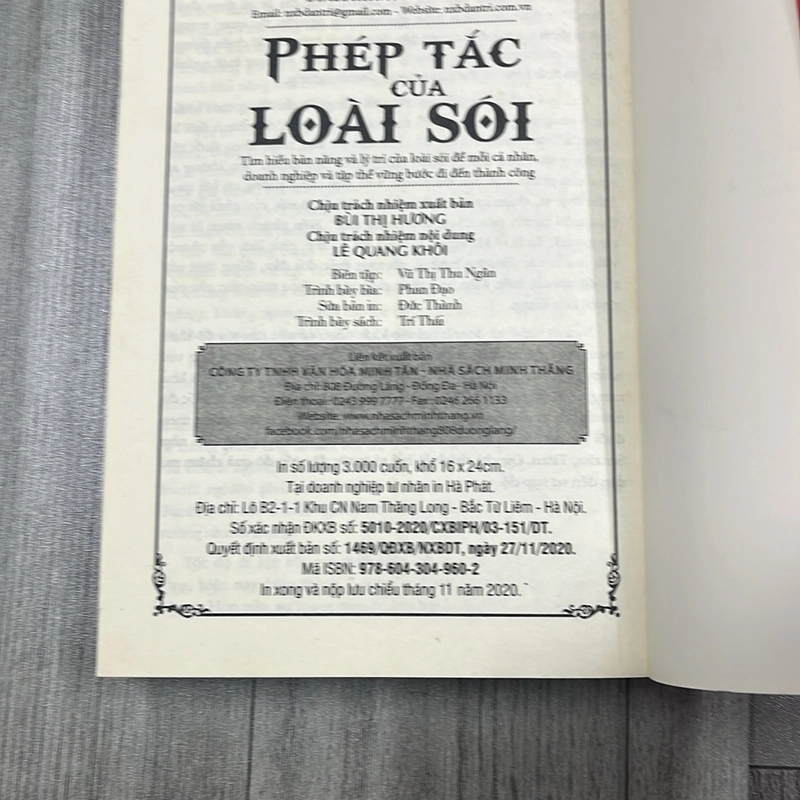 Email: nxbdantri@gmail.com - Website: nxbdantri.com.vn
PHÉP TẮC
CỦA
LOÀI SÓI
Tìm hiểu bản năng và lý trí của loài sói để mỗi cá nhân,
doanh nghiệp và tập thể vững bước đi đến thành công
Chịu trách nhiệm xuất bản
BÙI THỊ HƯƠNG
Chịu trách nhiệm nội dung
LÊ QUANG KHÔI
Biên tập: Vũ Thị Thu Ngân
Trình bày bìa: Phan Đạo
Sửa bản in: Đức Thành
Trình bày sách: Trí Thức
Liên kết xuất bản
CÔNG TY TNHH VĂN HÓA MINH TÂN - NHÀ SÁCH MINH THẮNG
Địa chỉ: 808 Đường Láng - Đống Đa - Hà Nội
Điện thoại: 0243 999 7777 - Fax: 0246 266 1133
Website: www.nhasachminhthang.vn
facebook.com/nhasachminhthang808duonglang/
In số lượng 3.000 cuốn, khổ 16 x 24cm.
Tại doanh nghiệp tư nhân in Hà Phát.
Địa chỉ: Lô B2-1-1 Khu CN Nam Thăng Long - Bắc Từ Liêm - Hà Nội.
Số xác nhận ĐKXB số: 5010-2020/CXBIPH/03-151/DT.
Quyết định xuất bản số: 1469/QĐXB/NXBDT, ngày 27/11/2020.
Mã ISBN: 978-604-304-960-2
In xong và nộp lưu chiểu tháng 11 năm 2020.